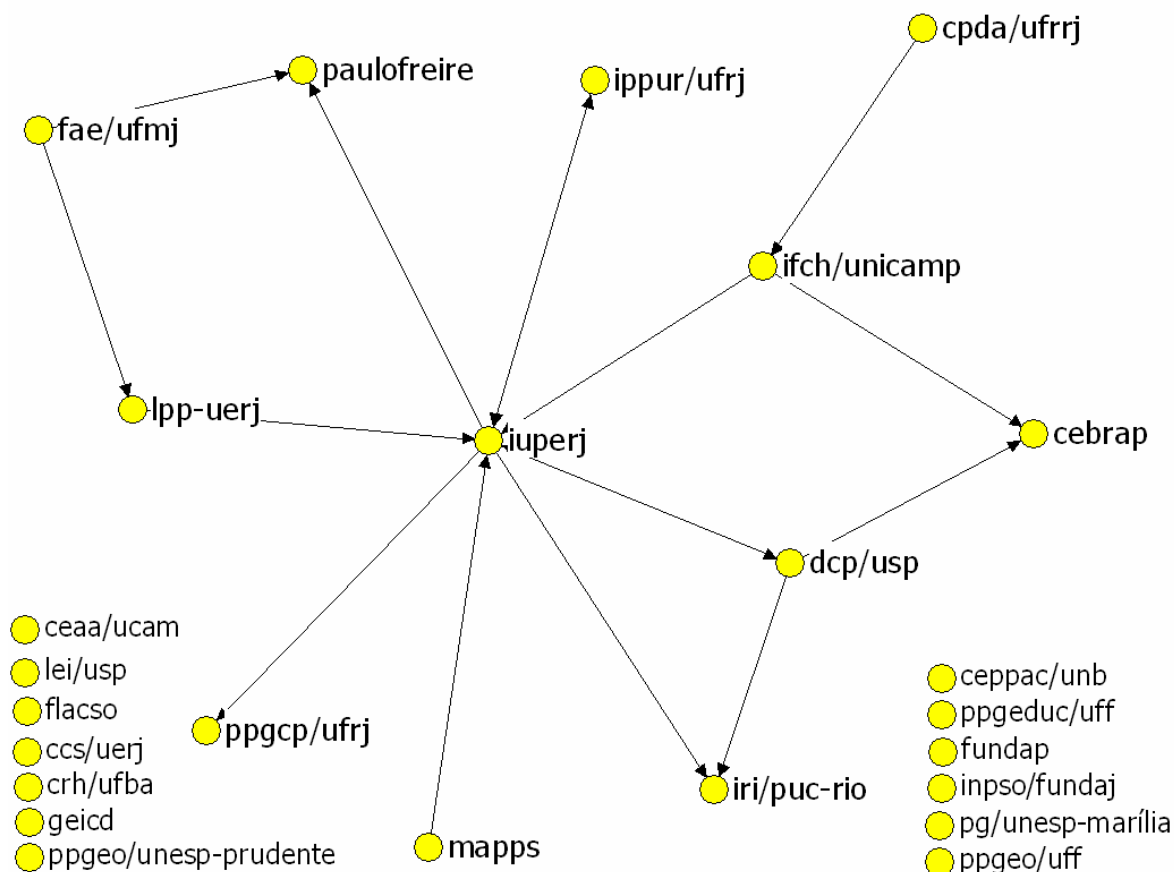 cpda/ufrrj
paulofreire
ippur/ufrj
fae/ufmj
ifch/unicamp
lpp-uerj
iuperj
cebrap
dcp/usp
ceaa/ucam
lei/usp
flacso
ccs/uerj
crh/ufba
geicd
ppgeo/unesp-prudente
ppgcp/ufrj
mapps
iri/puc-rio
ceppac/unb
ppgeduc/uff
fundap
inpso/fundaj
pg/unesp-marília
ppgeo/uff